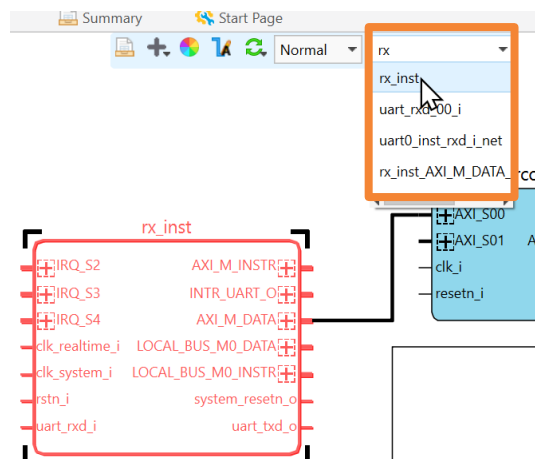 Summary
Start Page
Normal
rx
rx_inst
uart_rxd_00_i
uart0_inst_rxd_i_net
rx_inst_AXI_M_DATA_
rx_inst
IRQ_S2
AXI_M_INSTR
IRQ_S3
INTR_UART_O
IRQ_S4
AXI_M_DATA
clk_realtime_i
LOCAL_BUS_M0_DATA
clk_system_i
LOCAL_BUS_M0_INSTR
rstn_i
system_resetn_o
uart_rxd_i
uart_txd_o
AXI_S00
AXI_S01
A
clk_i
resetn_i